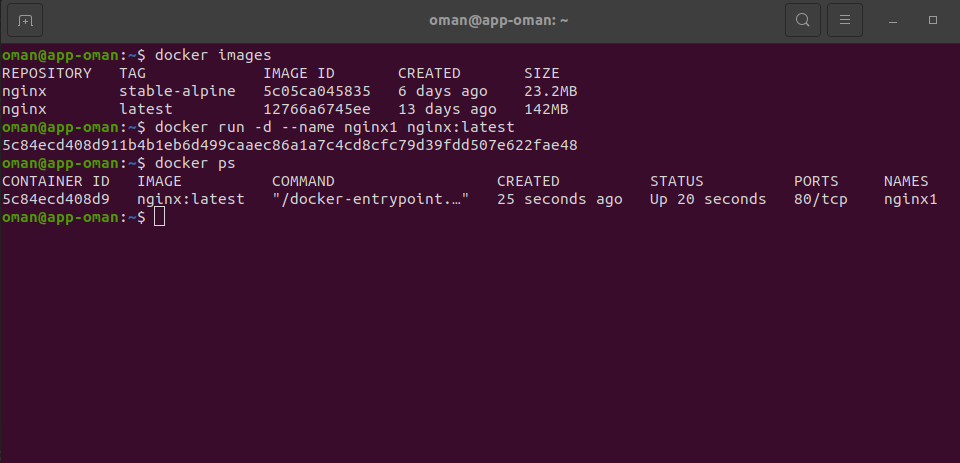 oman@app-oman: ~
oman@app-oman:~$ docker images
REPOSITORY   TAG             IMAGE ID       CREATED       SIZE
nginx        stable-alpine   5c05ca045835   6 days ago    23.2MB
nginx        latest          12766a6745ee   13 days ago   142MB
oman@app-oman:~$ docker run -d --name nginx1 nginx:latest
5c84ecd408d911b4b1eb6d499caaec86a1a7c4cd8cfc79d39fdd507e622fae48
oman@app-oman:~$ docker ps
CONTAINER ID   IMAGE          COMMAND                  CREATED          STATUS          PORTS     NAMES
5c84ecd408d9   nginx:latest   "/docker-entrypoint.…"   25 seconds ago   Up 20 seconds   80/tcp    nginx1
oman@app-oman:~$